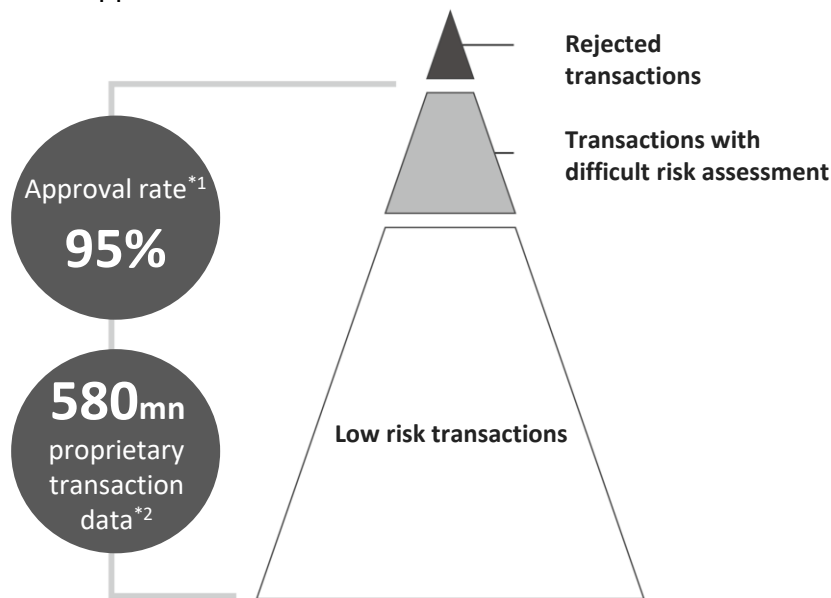 Rejected
transactions
Transactions with
difficult risk assessment
Approval rate*1
95%
580mn
proprietary
transaction
data*2
Low risk transactions